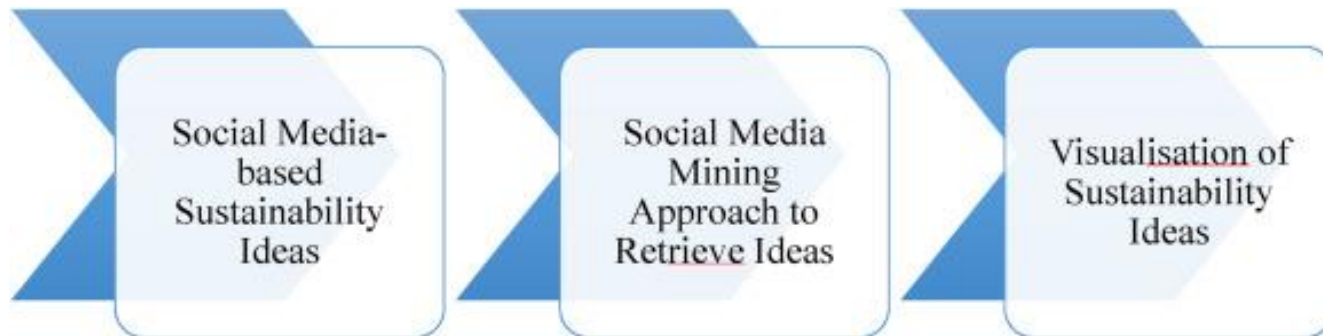 Social Media-
based
Sustainability
Ideas
Social Media
Mining
Approach to
Retrieve Ideas
Visualisation of
Sustainability
Ideas